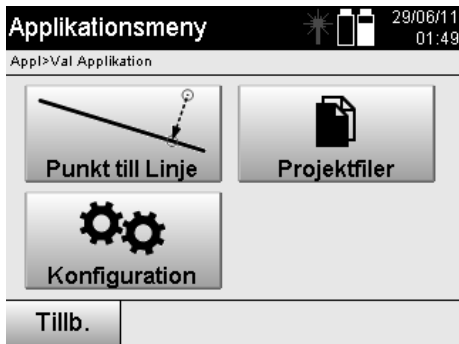 Applikationsmeny
29/06/11
01:49
Appl>Val Applikation
Punkt till Linje
Projektfiler
Konfiguration
Tillb.